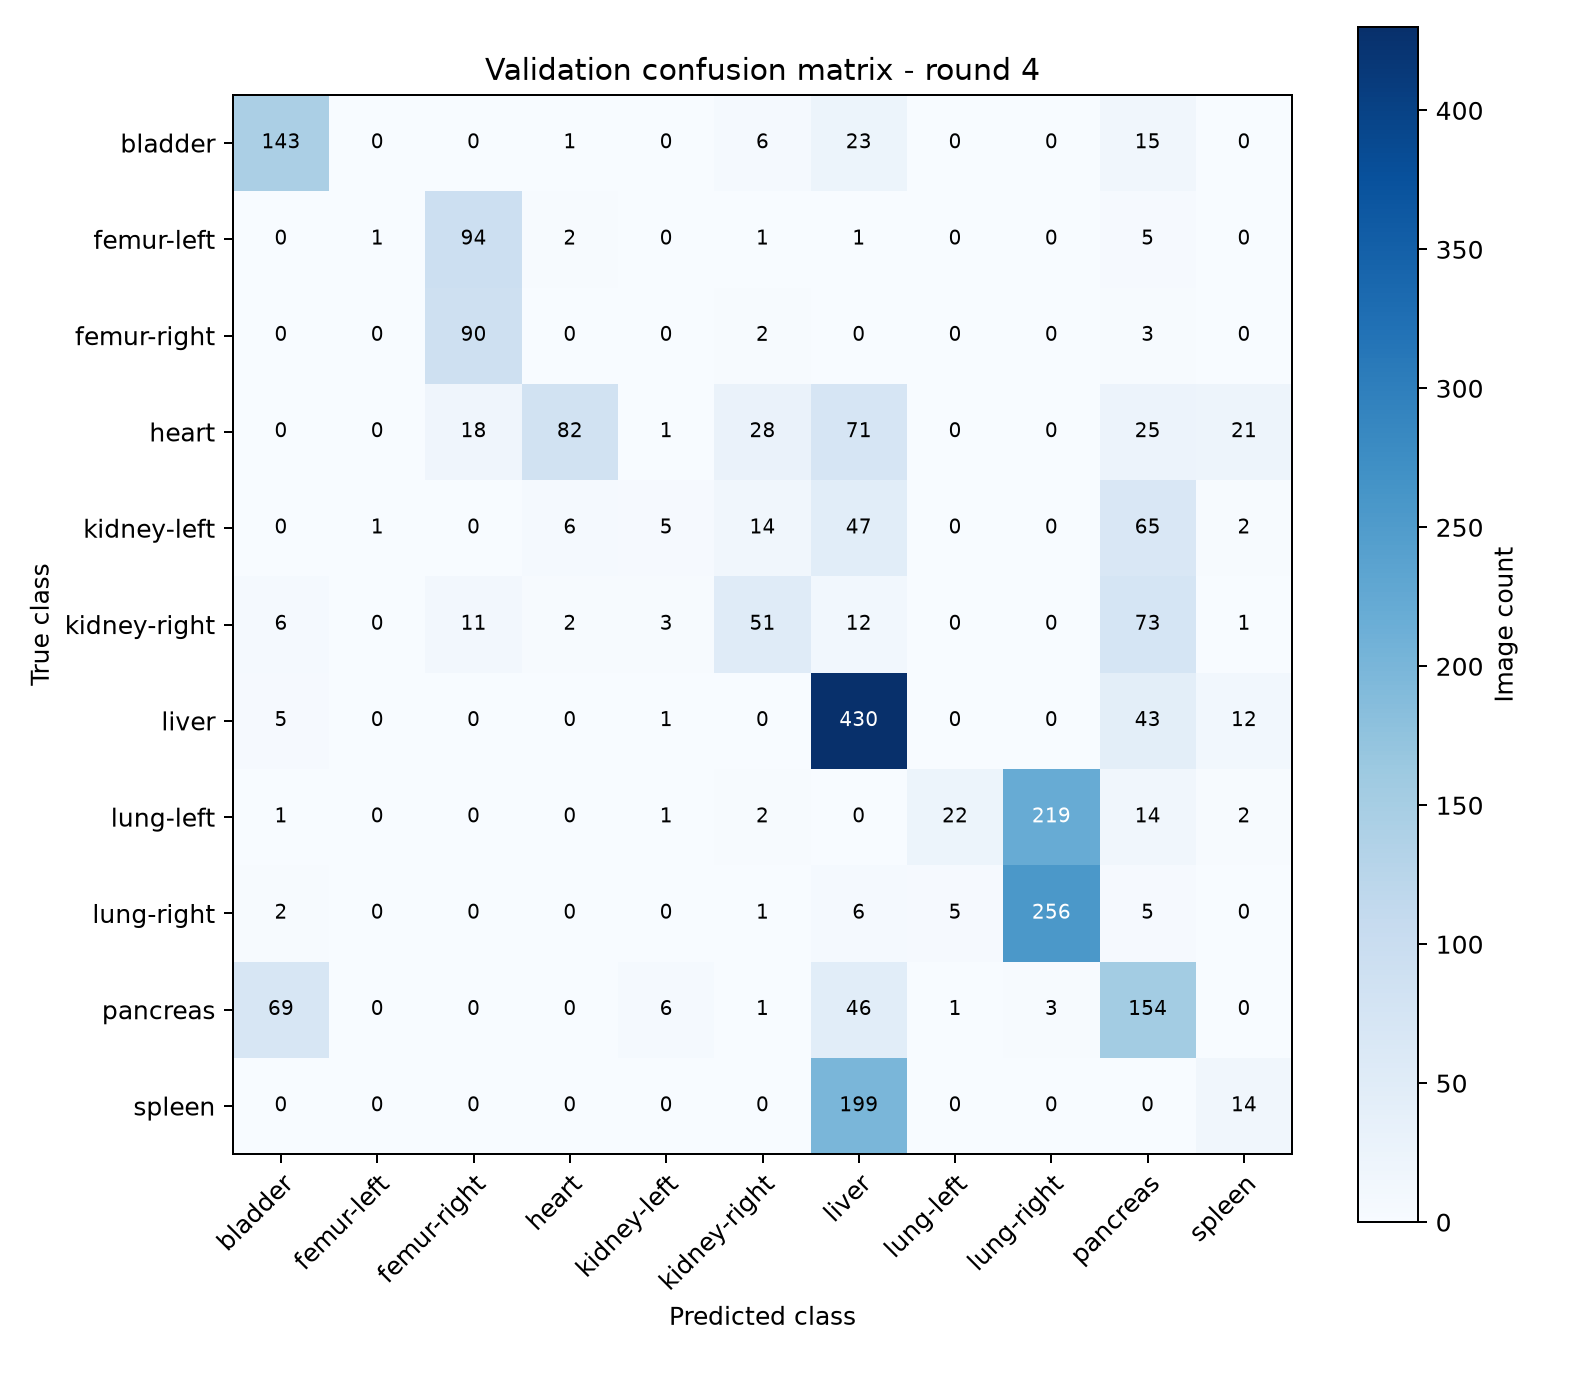 Validation confusion matrix - round 4
bladder 143 0 0 1 0 6 23 0 0 15 0
femur-left 0 1 94 2 0 1 1 0 0 5 0
femur-right 0 0 90 0 0 2 0 0 0 3 0
heart 0 0 18 82 1 28 71 0 0 25 21
kidney-left 0 1 0 6 5 14 47 0 0 65 2
kidney-right 6 0 11 2 3 51 12 0 0 73 1
liver 5 0 0 0 1 0 430 0 0 43 12
lung-left 1 0 0 0 1 2 0 22 219 14 2
lung-right 2 0 0 0 0 1 6 5 256 5 0
pancreas 69 0 0 0 6 1 46 1 3 154 0
spleen 0 0 0 0 0 0 199 0 0 0 14
bladder femur-left femur-right heart kidney-left kidney-right liver lung-left lung-right pancreas spleen
Predicted class
True class
400
350
300
250
200
150
100
50
0
Image count